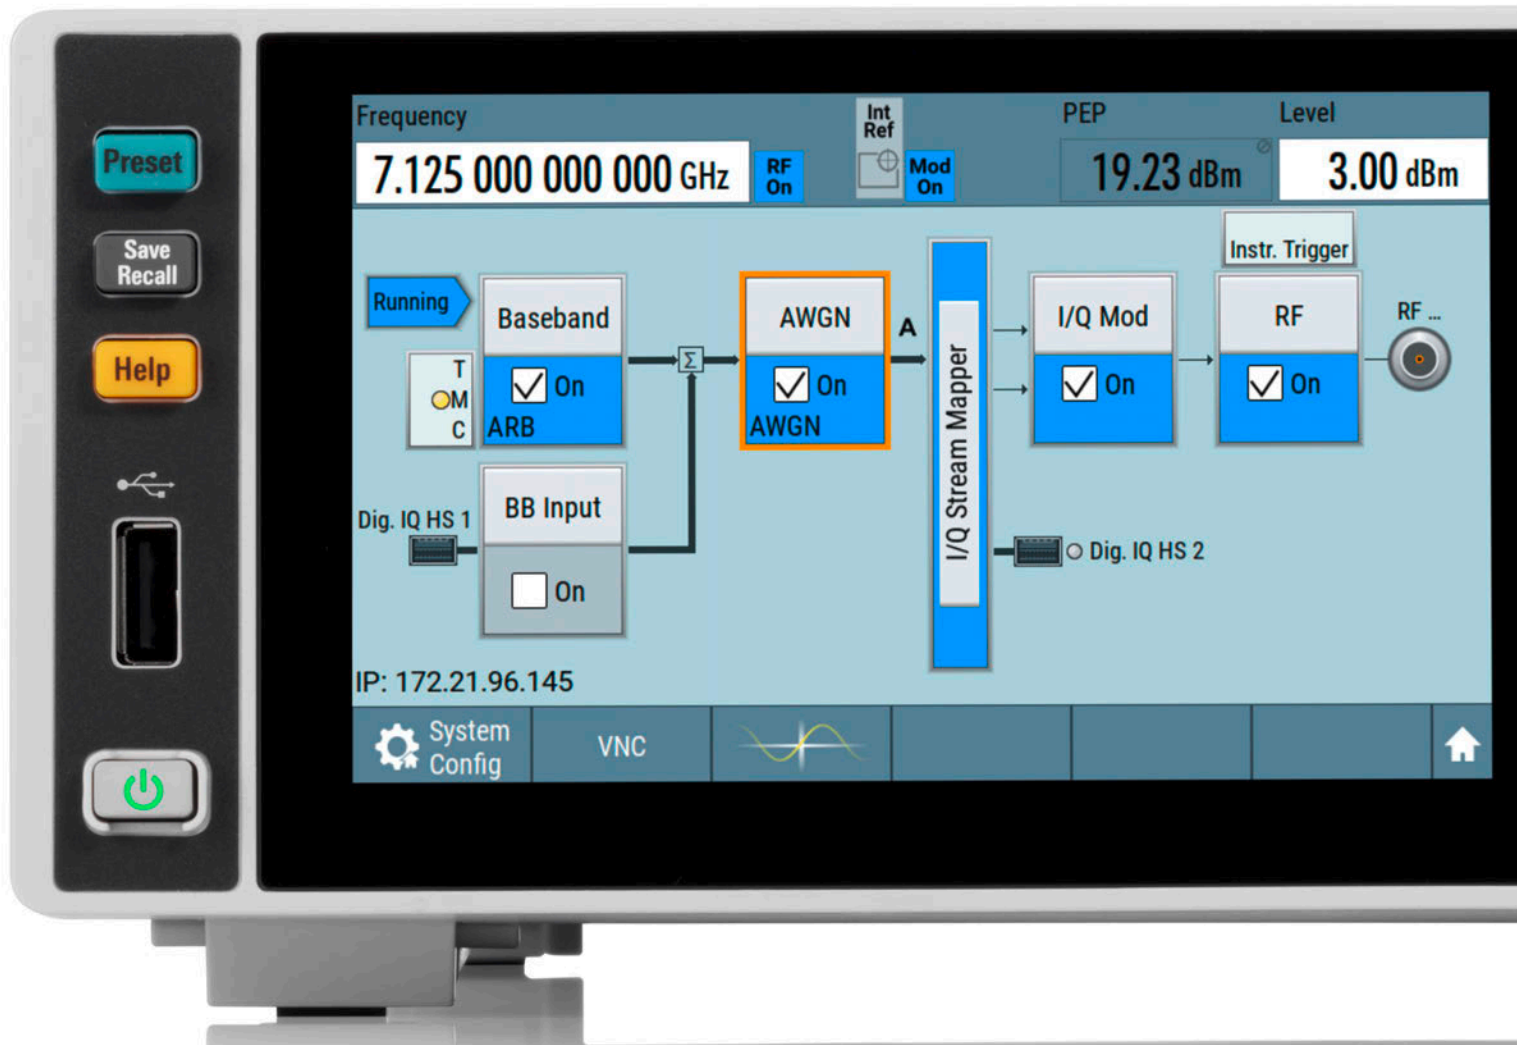 Preset
Save
Recall
Help
Frequency
7.125 000 000 000 GHz
RF
On
Int
Ref
Mod
On
PEP
19.23 dBm
Level
3.00 dBm
Instr. Trigger
Running
Baseband
On
ARB
T
M
C
Σ
AWGN
On
AWGN
A
I/Q Stream Mapper
I/Q Mod
On
RF
On
RF ...
Dig. IQ HS 1
BB Input
On
Dig. IQ HS 2
IP: 172.21.96.145
System
Config
VNC